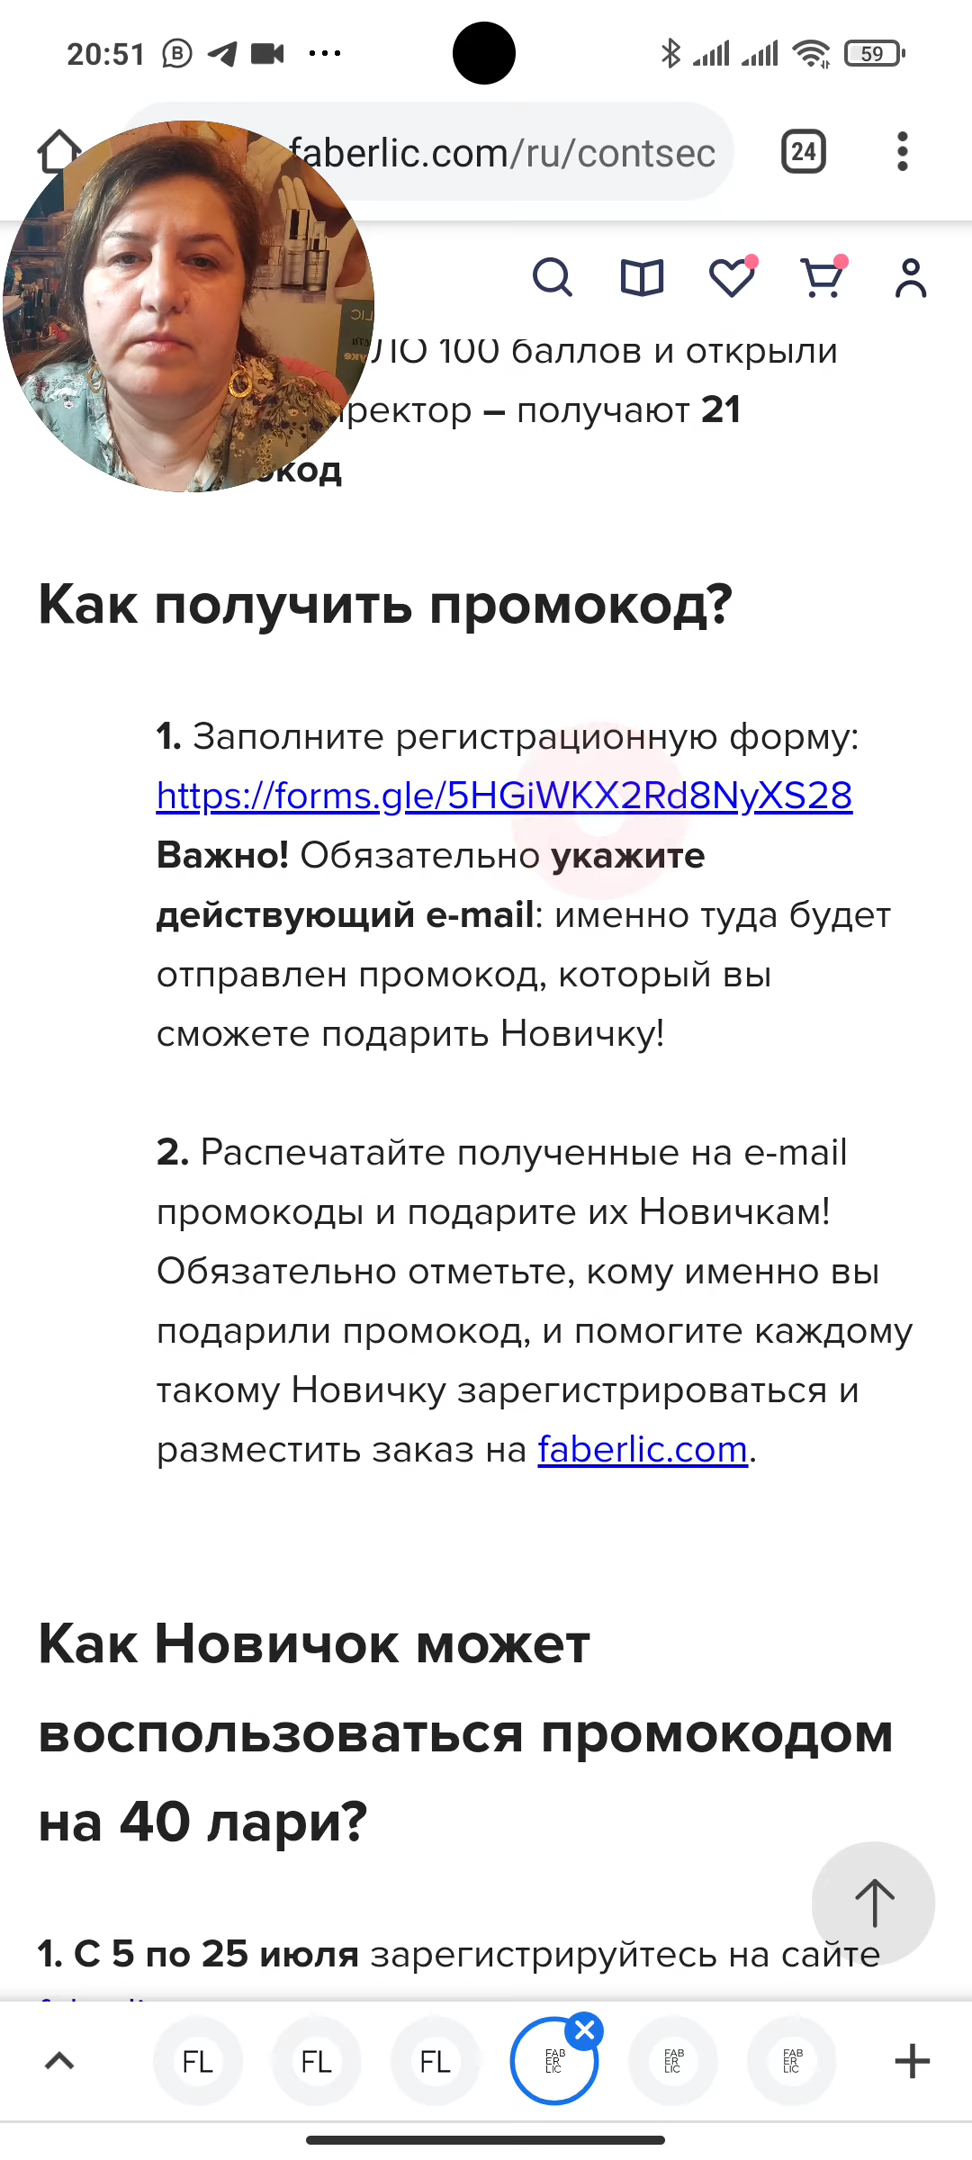 20:51
59
faberlic.com/ru/contsec
24
100 баллов и открыли
– получают 21
Как получить промокод?
1. Заполните регистрационную форму:
https://forms.gle/5HGiWKX2Rd8NyXS28
Важно! Обязательно укажите
действующий e-mail: именно туда будет
отправлен промокод, который вы
сможете подарить Новичку!
2. Распечатайте полученные на e-mail
промокоды и подарите их Новичкам!
Обязательно отметьте, кому именно вы
подарили промокод, и помогите каждому
такому Новичку зарегистрироваться и
разместить заказ на faberlic.com.
Как Новичок может
воспользоваться промокодом
на 40 лари?
1. С 5 по 25 июля зарегистрируйтесь на сайте
FL FL FL FABERLIC FABERLIC FABERLIC